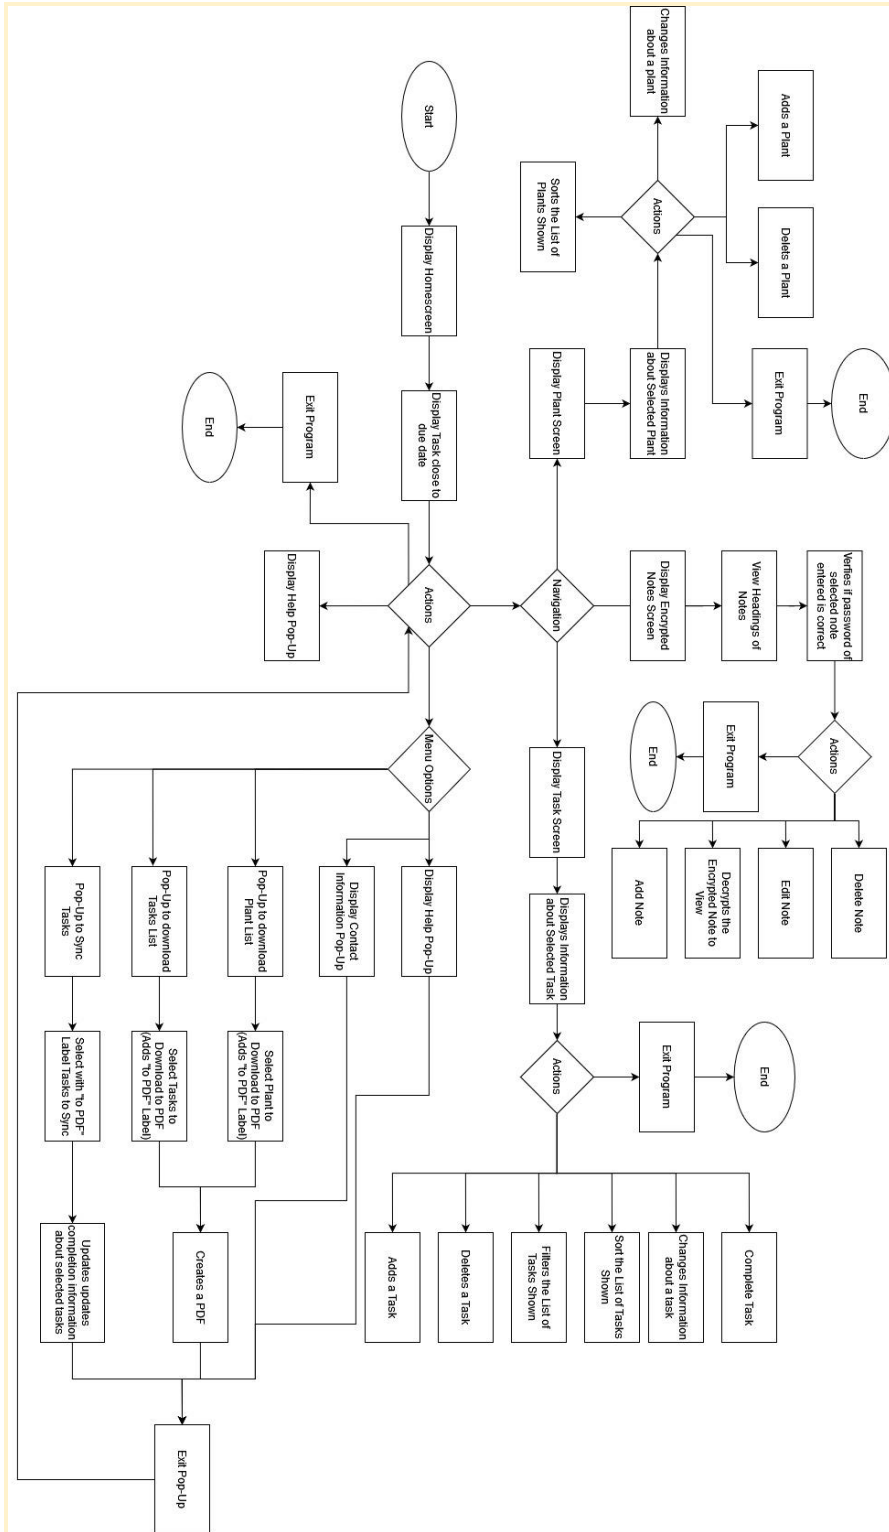 Start
Display Homescreen
Display Task close to
due date
Actions
Exit Program
End
Display Help Pop-Up
Navigation
Display Plant Screen
Displays Information
about Selected Plant
Actions
Changes Information
about a plant
Sorts the List of
Plants Shown
Adds a Plant
Delets a Plant
Exit Program
End
Display Encrypted
Notes Screen
View Headings of
Notes
Verfies if password of
selected note
entered is correct
Actions
Exit Program
End
Delete Note
Edit Note
Decrypts the
Encrypted Note to
View
Add Note
Display Task Screen
Displays Information
about Selected Task
Actions
Exit Program
End
Complete Task
Changes Information
about a task
Sort the List of Tasks
Shown
Filters the List of
Tasks Shown
Deletes a Task
Adds a Task
Menu Options
Display Help Pop-Up
Display Contact
Information Pop-Up
Pop-Up to download
Plant List
Select Plant to
Download to PDF
(Adds "to PDF" Label)
Pop-Up to download
Tasks List
Select Tasks to
Download to PDF
(Adds "to PDF" Label)
Creates a PDF
Pop-Up to Sync
Tasks
Select with "to PDF"
Label Tasks to Sync
Updates updates
completion information
about selected tasks
Exit Pop-Up